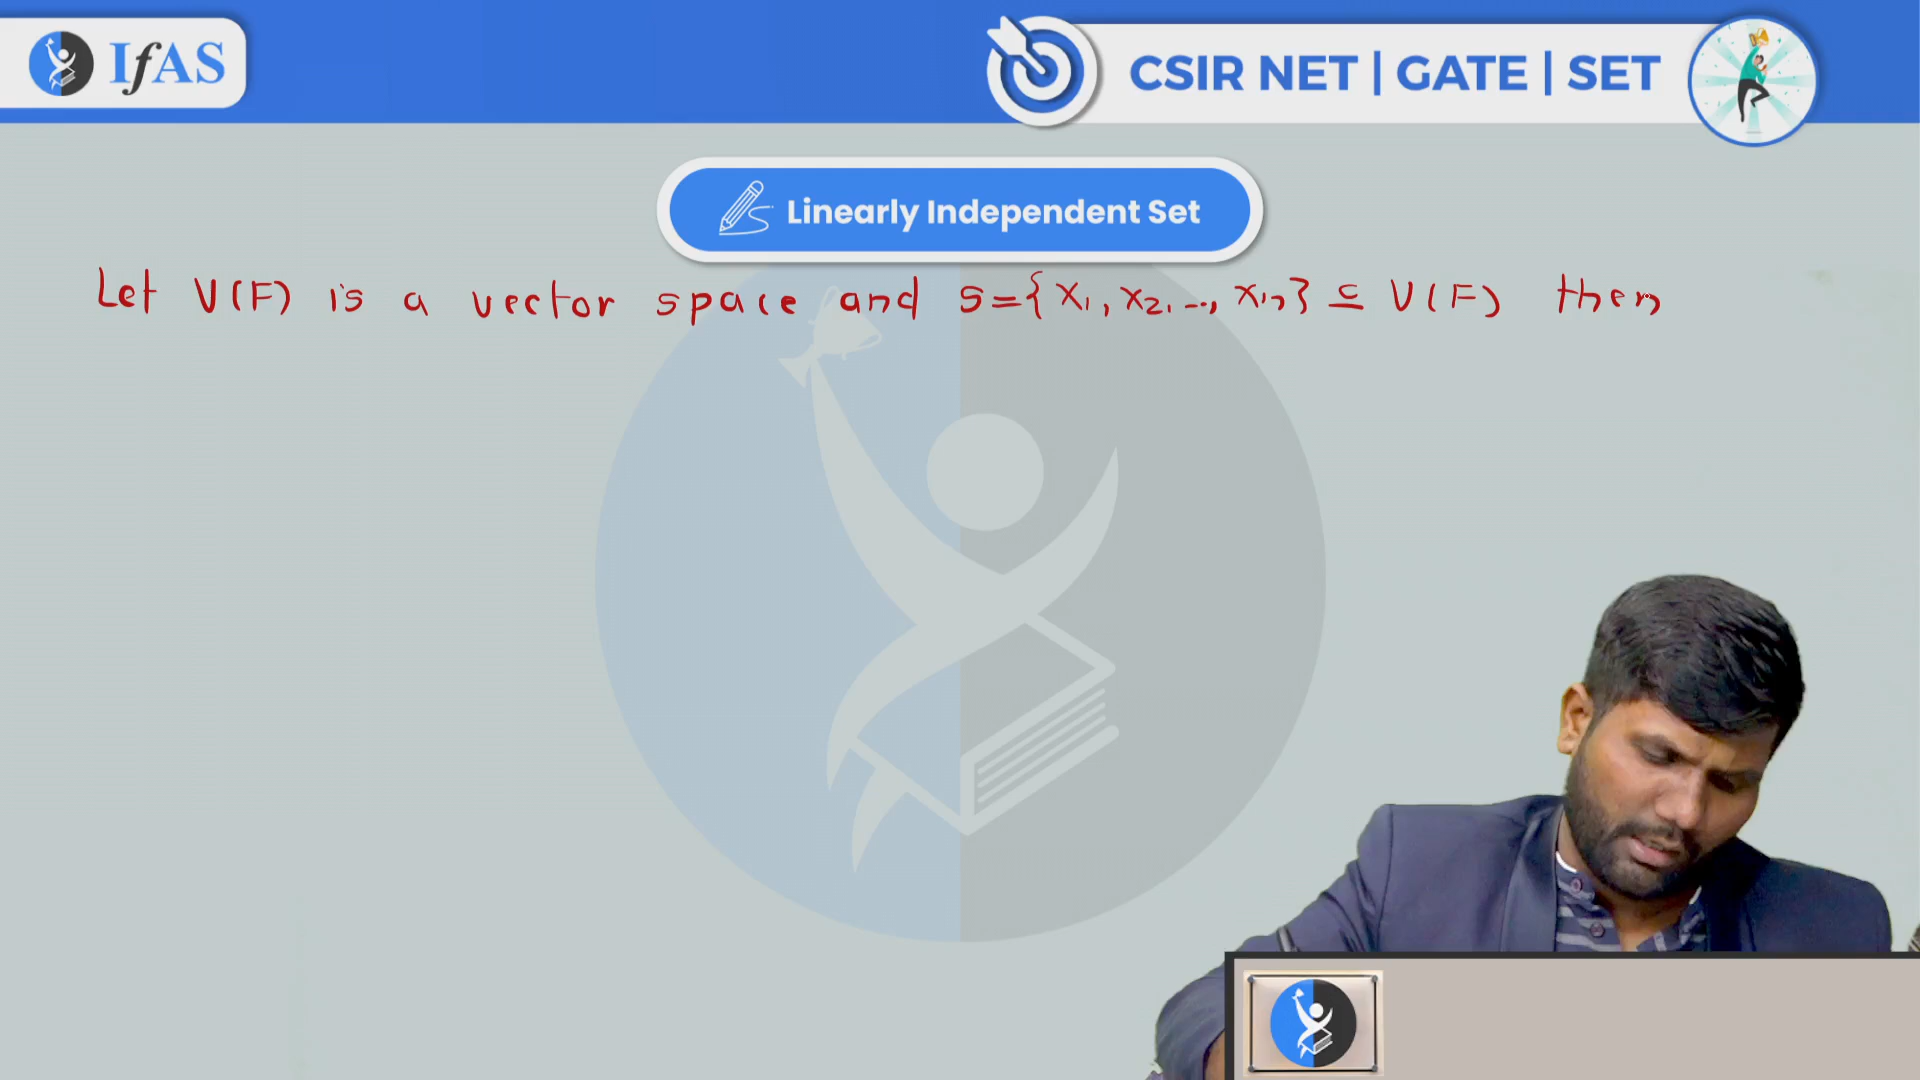 IfAS
CSIR NET | GATE | SET
Linearly Independent Set
Let V(F) is a vector space and S={x₁, x₂, .., xₙ} ⊆ V(F) then